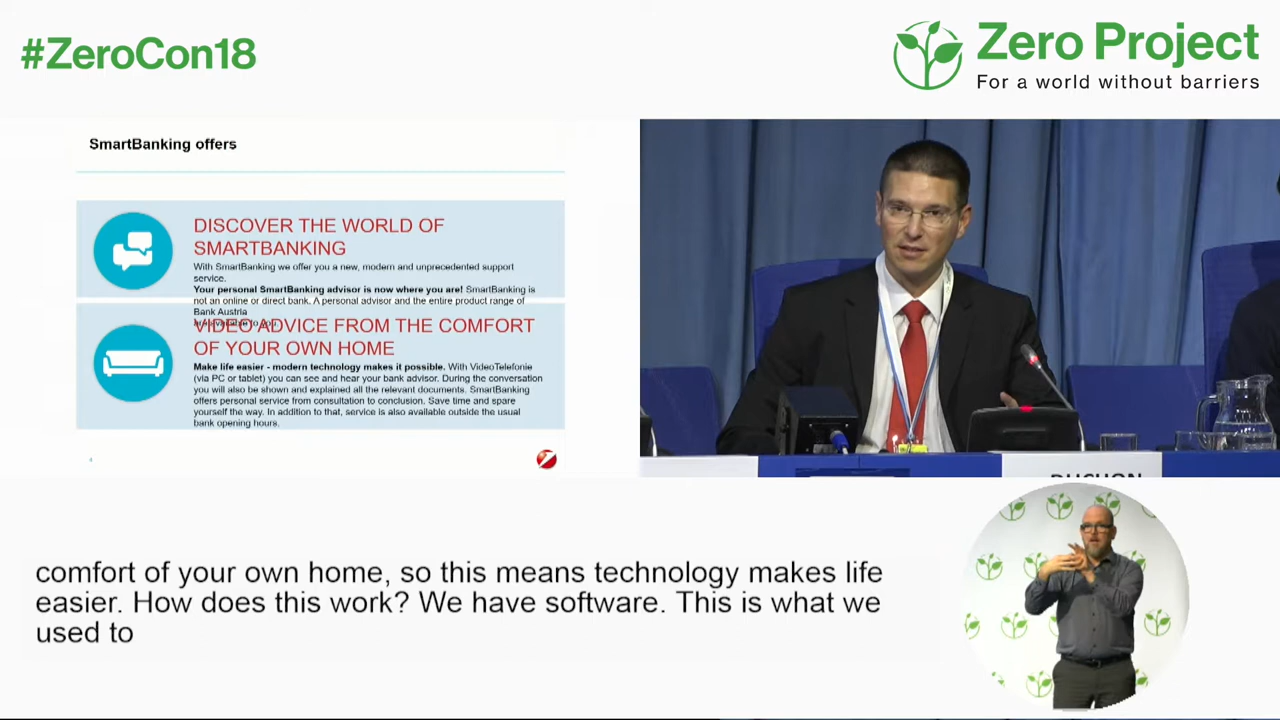 #ZeroCon18
Zero Project
For a world without barriers
SmartBanking offers
DISCOVER THE WORLD OF
SMARTBANKING
With SmartBanking we offer you a new, modern and unprecedented support
service.
Your personal SmartBanking advisor is now where you are! SmartBanking is
not an online or direct bank. A personal advisor and the entire product range of
Bank Austria
VIDEO ADVICE FROM THE COMFORT
OF YOUR OWN HOME
Make life easier - modern technology makes it possible. With VideoTelefonie
(via PC or tablet) you can see and hear your bank advisor. During the conversation
you will also be shown and explained all the relevant documents. SmartBanking
offers personal service from consultation to conclusion. Save time and spare
yourself the way. In addition to that, service is also available outside the usual
bank opening hours.
comfort of your own home, so this means technology makes life
easier. How does this work? We have software. This is what we
used to